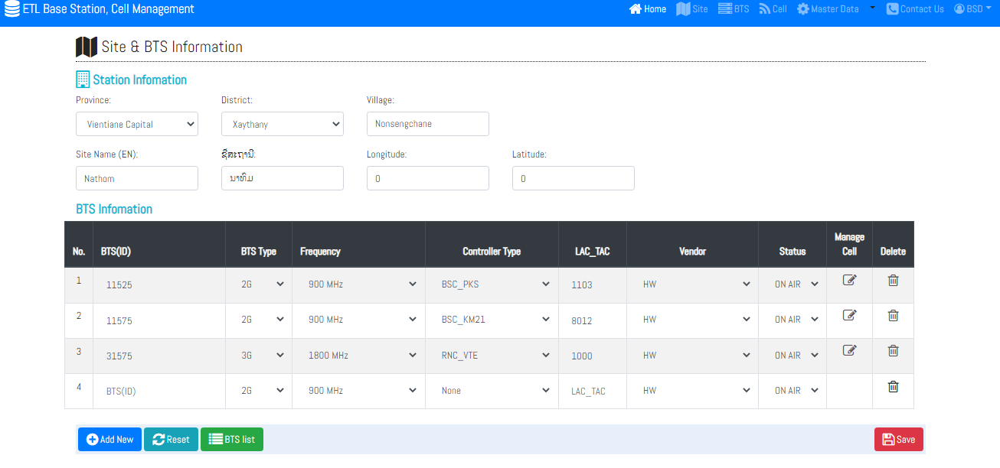 ETL Base Station, Cell Management Home Site BTS Cell Master Data Contact Us BSD
Site & BTS Information
Station Infomation
Province: District: Village:
Vientiane Capital Xaythany Nonsengchane
Site Name (EN): ຊື່ສະຖານີ: Longitude: Latitude:
Nathom ນາທົມ 0 0
BTS Infomation
No. BTS(ID) BTS Type Frequency Controller Type LAC_TAC Vendor Status Manage Cell Delete
1 11525 2G 900 MHz BSC_PKS 1103 HW ON AIR
2 11575 2G 900 MHz BSC_KM21 8012 HW ON AIR
3 31575 3G 1800 MHz RNC_VTE 1000 HW ON AIR
4 BTS(ID) 2G 900 MHz None LAC_TAC HW ON AIR
Add New Reset BTS list Save